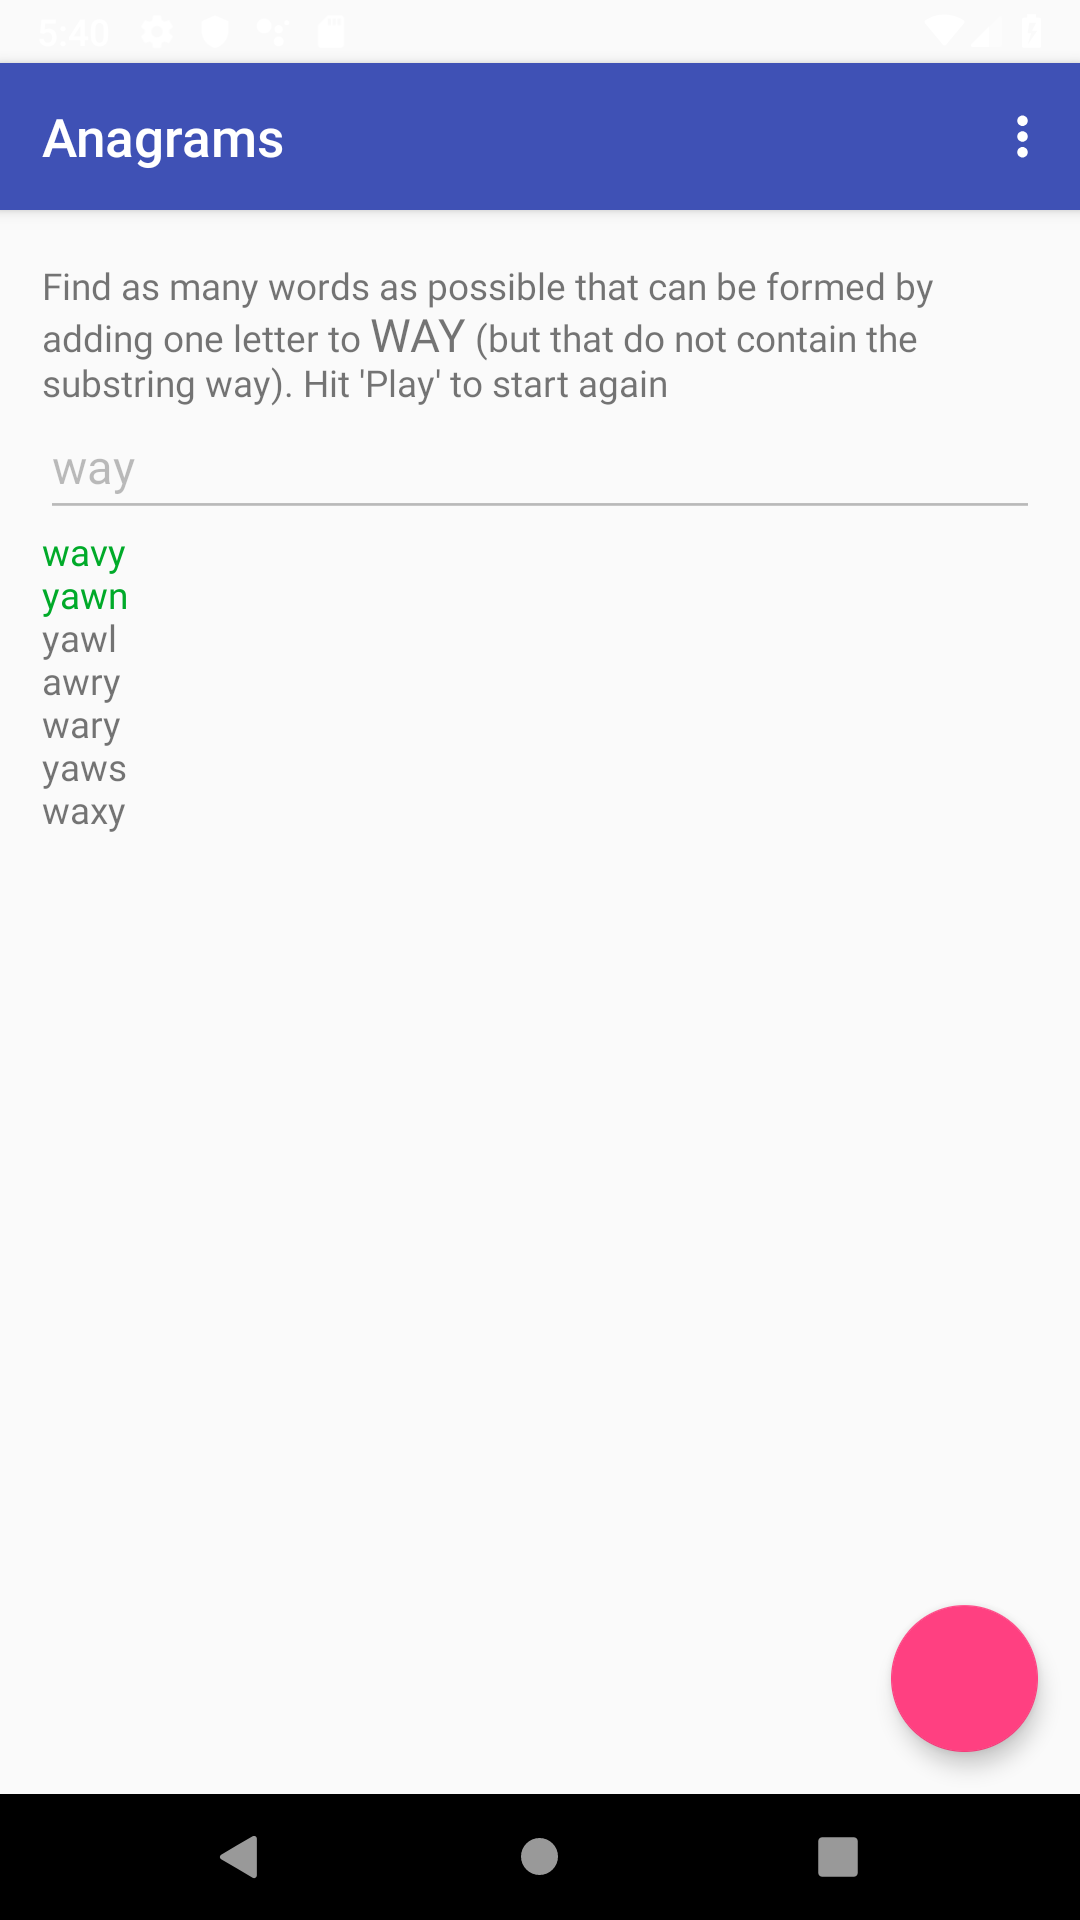 5:40
Anagrams
Find as many words as possible that can be formed by
adding one letter to WAY (but that do not contain the
substring way). Hit 'Play' to start again
way
wavy
yawn
yawl
awry
wary
yaws
waxy